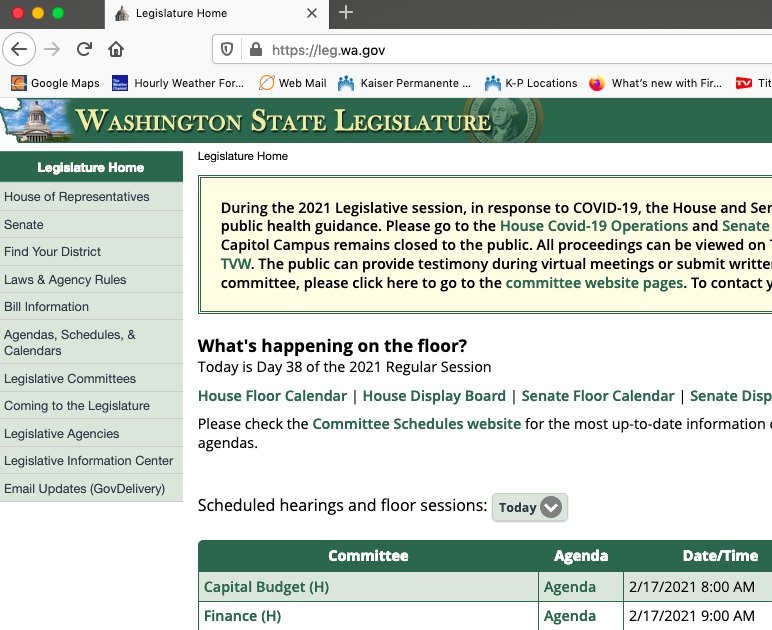 Legislature Home
https://leg.wa.gov
Google Maps Hourly Weather For... Web Mail Kaiser Permanente ... K-P Locations What's new with Fir... Tit
WASHINGTON STATE LEGISLATURE
Legislature Home
House of Representatives
Senate
Find Your District
Laws & Agency Rules
Bill Information
Agendas, Schedules, &
Calendars
Legislative Committees
Coming to the Legislature
Legislative Agencies
Legislative Information Center
Email Updates (GovDelivery)
Legislature Home
During the 2021 Legislative session, in response to COVID-19, the House and Sen
public health guidance. Please go to the House Covid-19 Operations and Senate
Capitol Campus remains closed to the public. All proceedings can be viewed on T
TVW. The public can provide testimony during virtual meetings or submit written
committee, please click here to go to the committee website pages. To contact y
What's happening on the floor?
Today is Day 38 of the 2021 Regular Session
House Floor Calendar | House Display Board | Senate Floor Calendar | Senate Disp
Please check the Committee Schedules website for the most up-to-date information o
agendas.
Scheduled hearings and floor sessions: Today
Committee Agenda Date/Time
Capital Budget (H) Agenda 2/17/2021 8:00 AM
Finance (H) Agenda 2/17/2021 9:00 AM